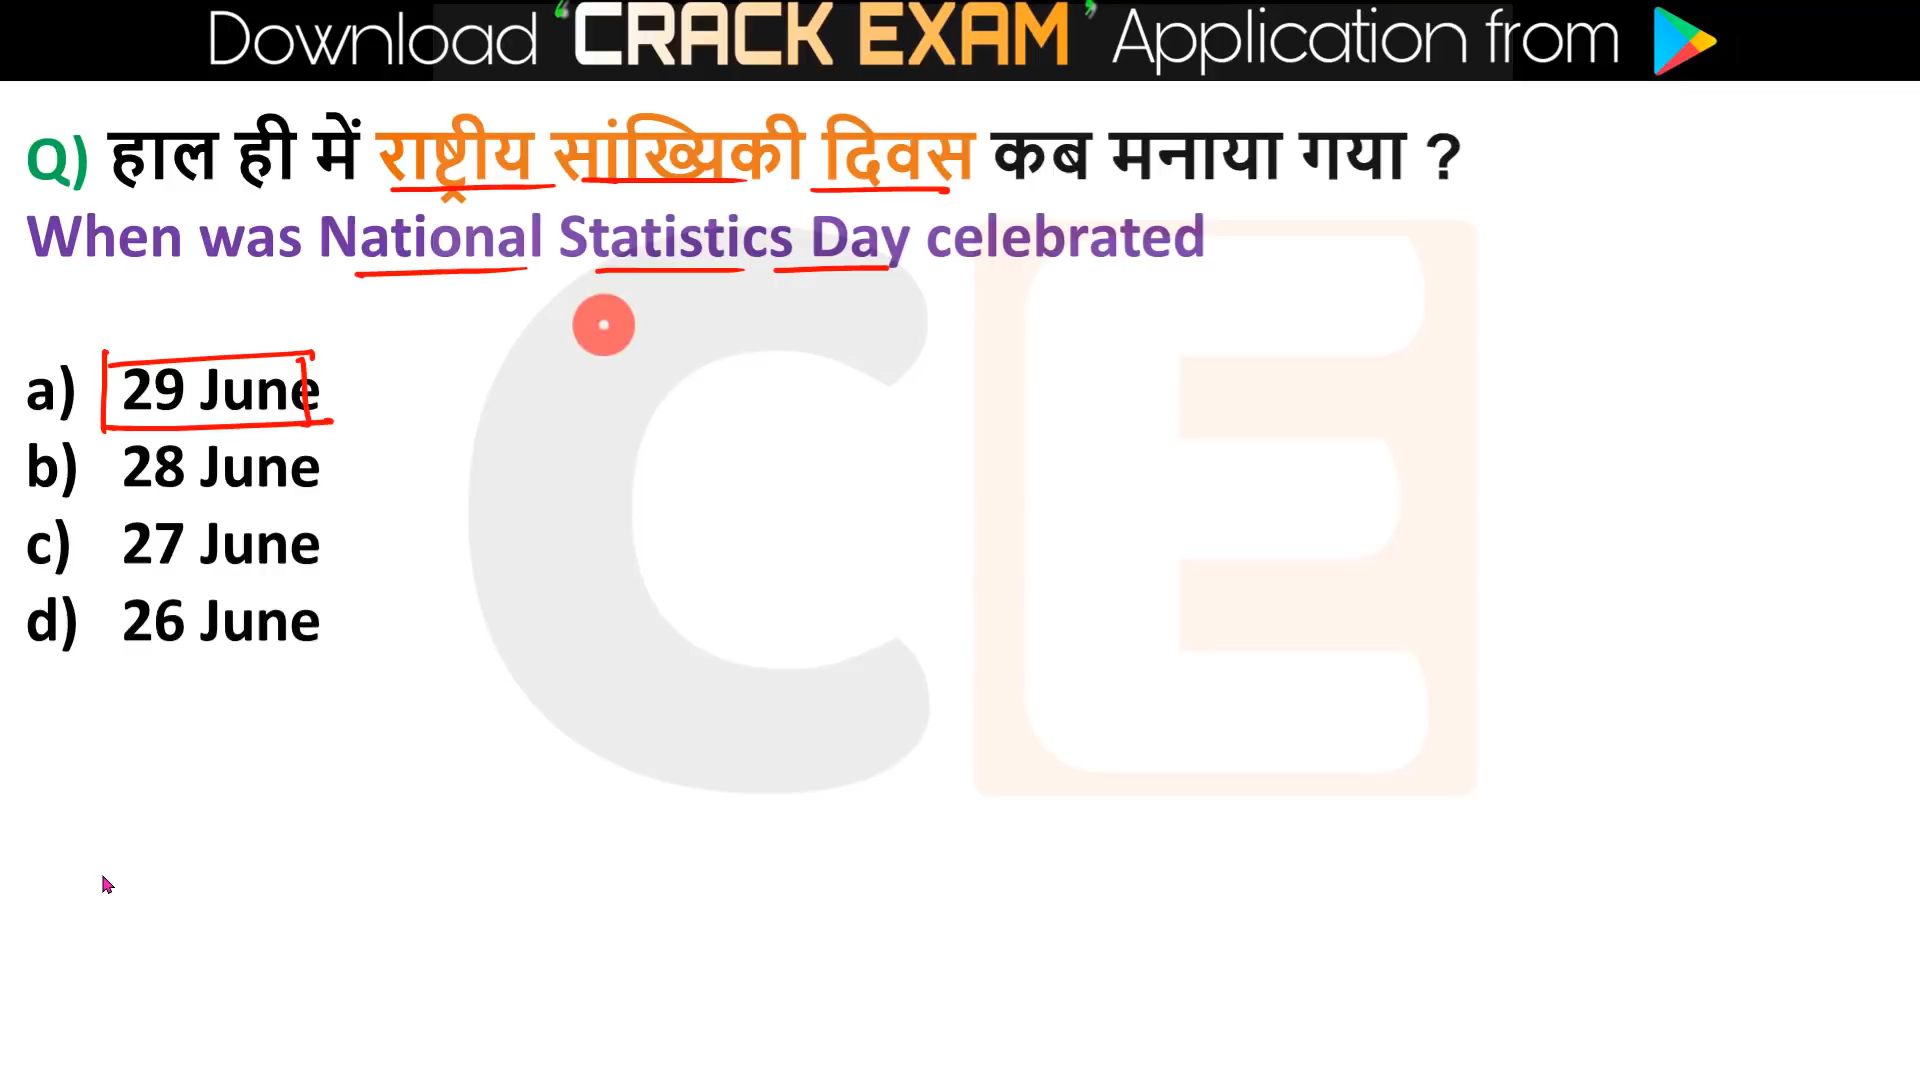 Download ‘CRACK EXAM’ Application from
Q) हाल ही में राष्ट्रीय सांख्यिकी दिवस कब मनाया गया ?
When was National Statistics Day celebrated
a) 29 June
b) 28 June
c) 27 June
d) 26 June
CE